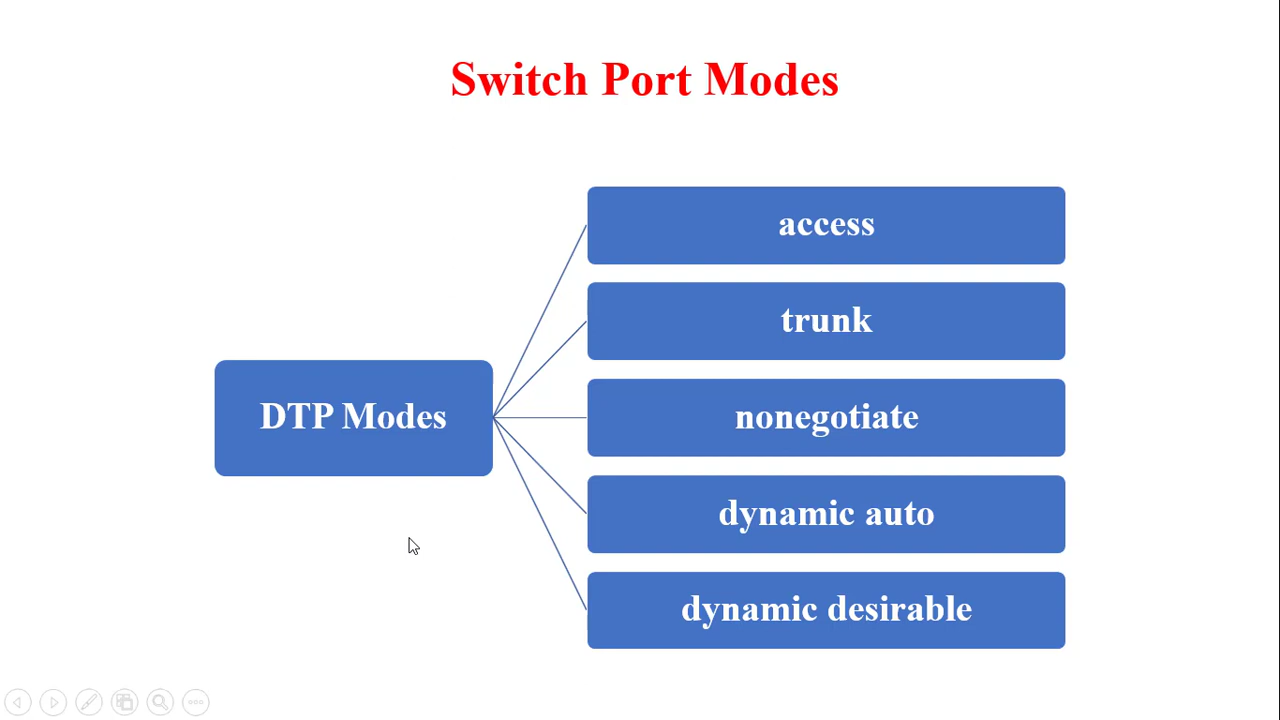 Switch Port Modes
access
trunk
DTP Modes
nonegotiate
dynamic auto
dynamic desirable